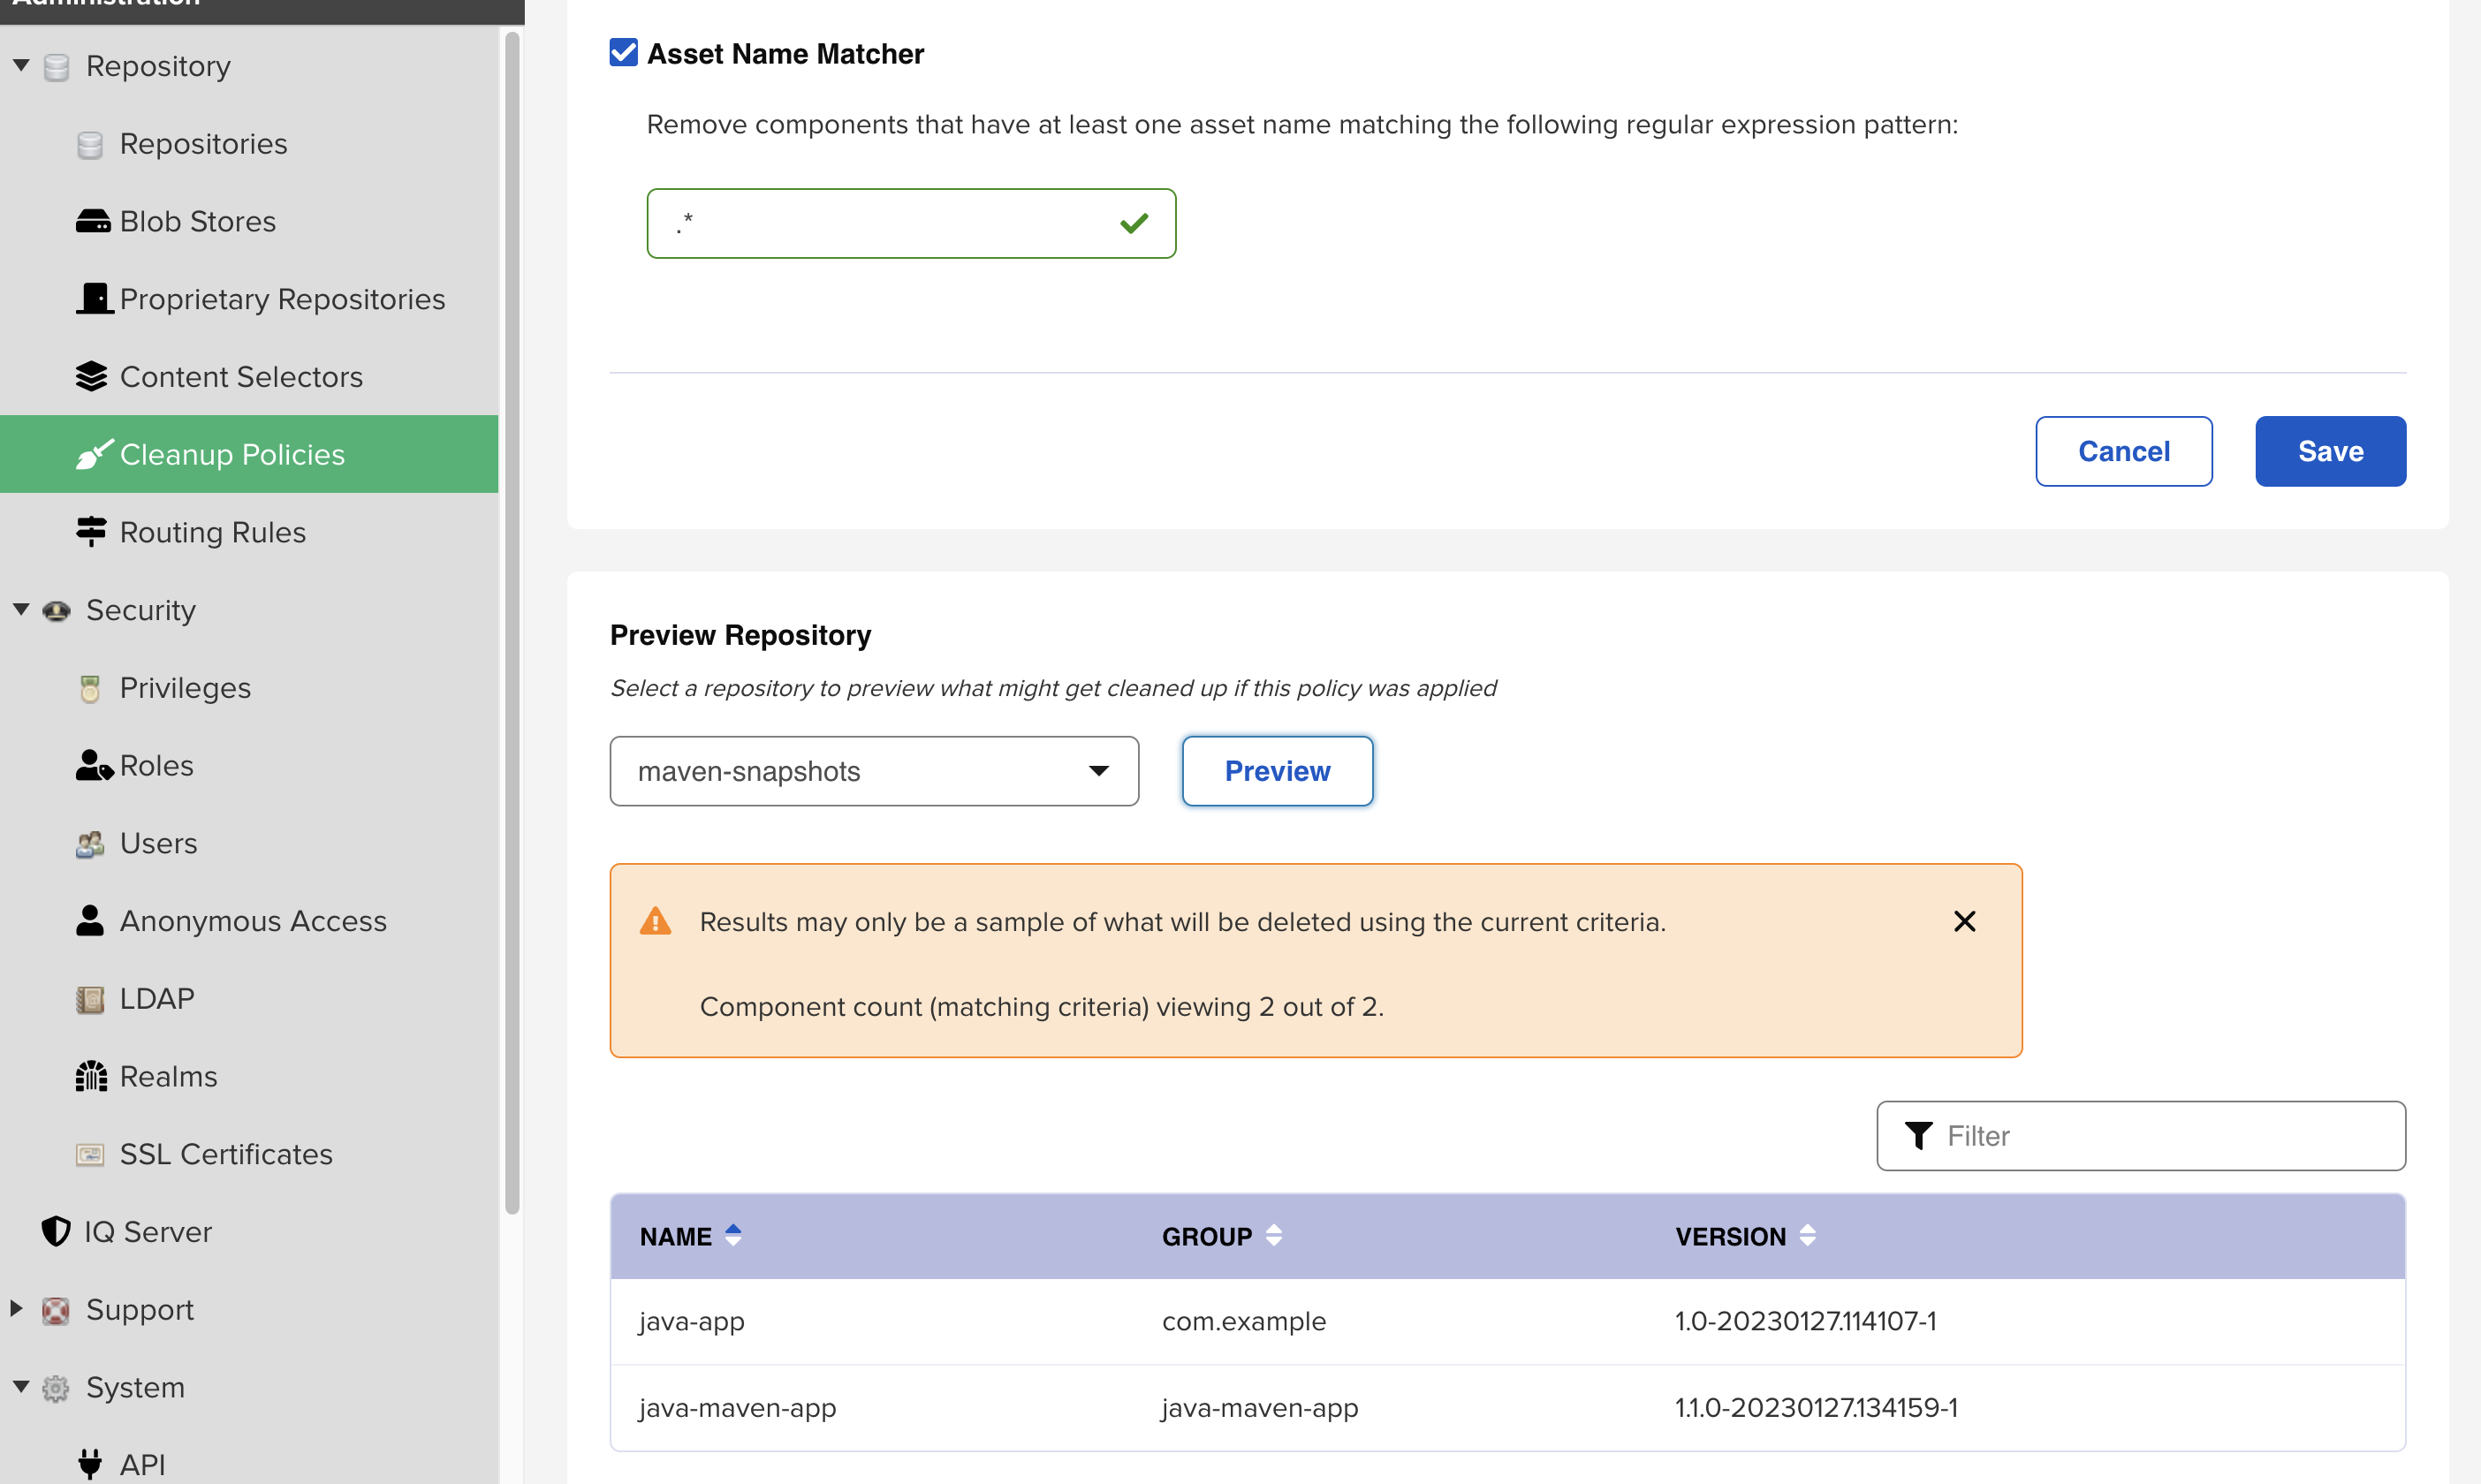 Administration
Repository
Repositories
Blob Stores
Proprietary Repositories
Content Selectors
Cleanup Policies
Routing Rules
Security
Privileges
Roles
Users
Anonymous Access
LDAP
Realms
SSL Certificates
IQ Server
Support
System
API
Asset Name Matcher
Remove components that have at least one asset name matching the following regular expression pattern:
.*
Cancel
Save
Preview Repository
Select a repository to preview what might get cleaned up if this policy was applied
maven-snapshots
Preview
Results may only be a sample of what will be deleted using the current criteria.
Component count (matching criteria) viewing 2 out of 2.
Filter
NAME GROUP VERSION
java-app com.example 1.0-20230127.114107-1
java-maven-app java-maven-app 1.1.0-20230127.134159-1